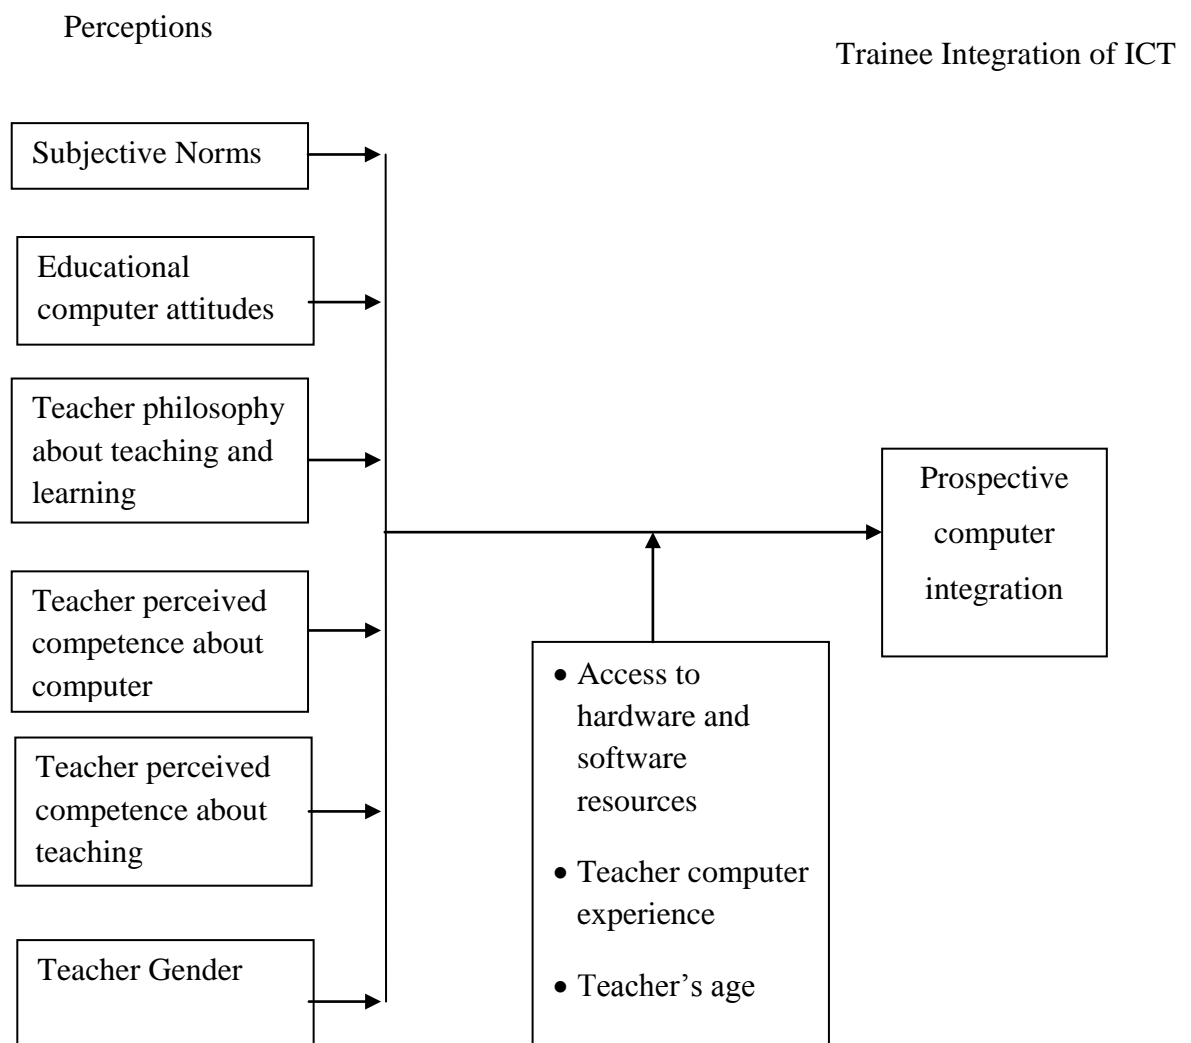 Perceptions
Trainee Integration of ICT
Subjective Norms
Educational
computer attitudes
Teacher philosophy
about teaching and
learning
Teacher perceived
competence about
computer
Teacher perceived
competence about
teaching
Teacher Gender
• Access to
hardware and
software
resources
• Teacher computer
experience
• Teacher’s age
Prospective
computer
integration